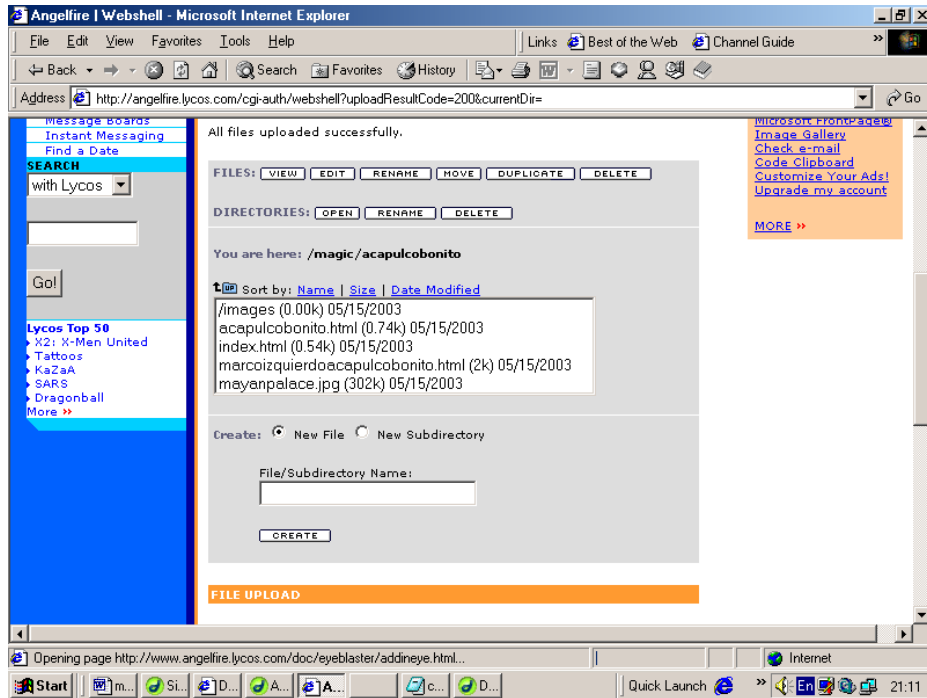 Angelfire | Webshell - Microsoft Internet Explorer
File Edit View Favorites Tools Help
Links Best of the Web Channel Guide »
Back Search Favorites History
Address http://angelfire.lycos.com/cgi-auth/webshell?uploadResultCode=200&currentDir= Go
Message Boards
Instant Messaging
Find a Date
SEARCH
with Lycos
Go!
Lycos Top 50
X2: X-Men United
Tattoos
KaZaA
SARS
Dragonball
More »
All files uploaded successfully.
FILES: VIEW EDIT RENAME MOVE DUPLICATE DELETE
DIRECTORIES: OPEN RENAME DELETE
You are here: /magic/acapulcobonito
UP Sort by: Name | Size | Date Modified
/images (0.00k) 05/15/2003
acapulcobonito.html (0.74k) 05/15/2003
index.html (0.54k) 05/15/2003
marcoizquierdoacapulcobonito.html (2k) 05/15/2003
mayanpalace.jpg (302k) 05/15/2003
Create: New File New Subdirectory
File/Subdirectory Name:
CREATE
FILE UPLOAD
Microsoft FrontPage®
Image Gallery
Check e-mail
Code Clipboard
Customize Your Ads!
Upgrade my account
MORE »
Opening page http://www.angelfire.lycos.com/doc/eyeblaster/addineye.html... Internet
Start m... Si... D... A... A... c... D... Quick Launch » En 21:11